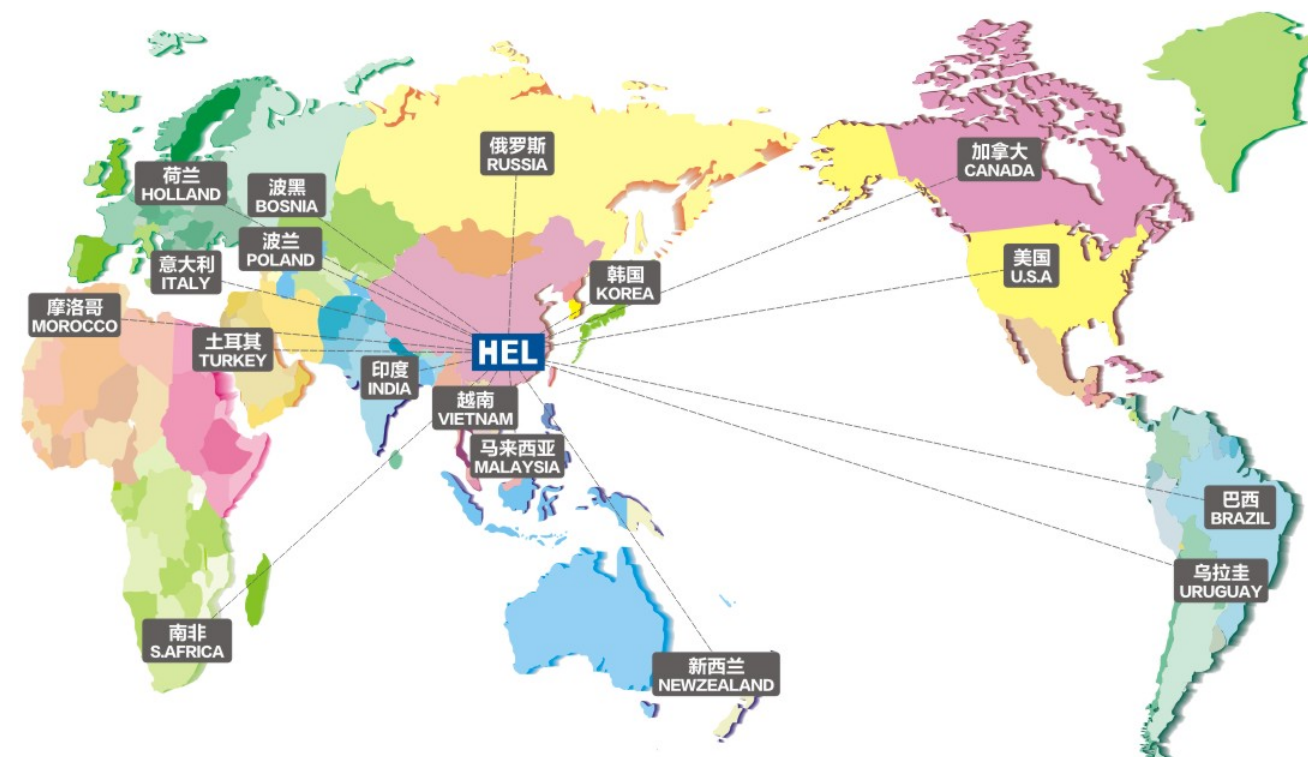 俄罗斯
RUSSIA
加拿大
CANADA
荷兰
HOLLAND
波黑
BOSNIA
波兰
POLAND
意大利
ITALY
韩国
KOREA
美国
U.S.A
摩洛哥
MOROCCO
土耳其
TURKEY
HEL
印度
INDIA
越南
VIETNAM
马来西亚
MALAYSIA
巴西
BRAZIL
乌拉圭
URUGUAY
南非
S.AFRICA
新西兰
NEWZEALAND